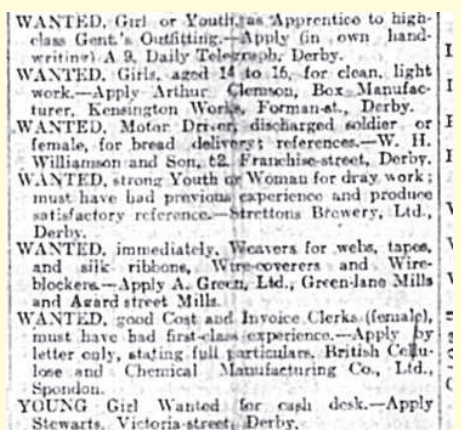 WANTED, Girl or Youth, as Apprentice to high-
class Gent.'s Outfitting.—Apply (in own hand-
writing) A 9, Daily Telegraph, Derby.
WANTED, Girls, aged 14 to 16, for clean, light
work.—Apply Arthur Clemson, Box Manufac-
turer, Kensington Works, Forman-st., Derby.
WANTED, Motor Driver, discharged soldier or
female, for bread delivery; references.—W. H.
Williamson and Son, 62, Franchise-street, Derby.
WANTED, strong Youth or Woman for dray work;
must have had previous experience and produce
satisfactory reference.—Strettons Brewery, Ltd.,
Derby.
WANTED, immediately, Weavers for webs, tapes,
and silk ribbons, Wire-coverers and Wire-
blockers.—Apply A. Green, Ltd., Green-lane Mills
and Agard street Mills.
WANTED, good Cost and Invoice Clerks (female),
must have had first-class experience.—Apply by
letter only, stating full particulars, British Cellu-
lose and Chemical Manufacturing Co., Ltd.,
Spondon.
YOUNG Girl Wanted for cash desk.—Apply
Stewarts, Victoria-street, Derby.